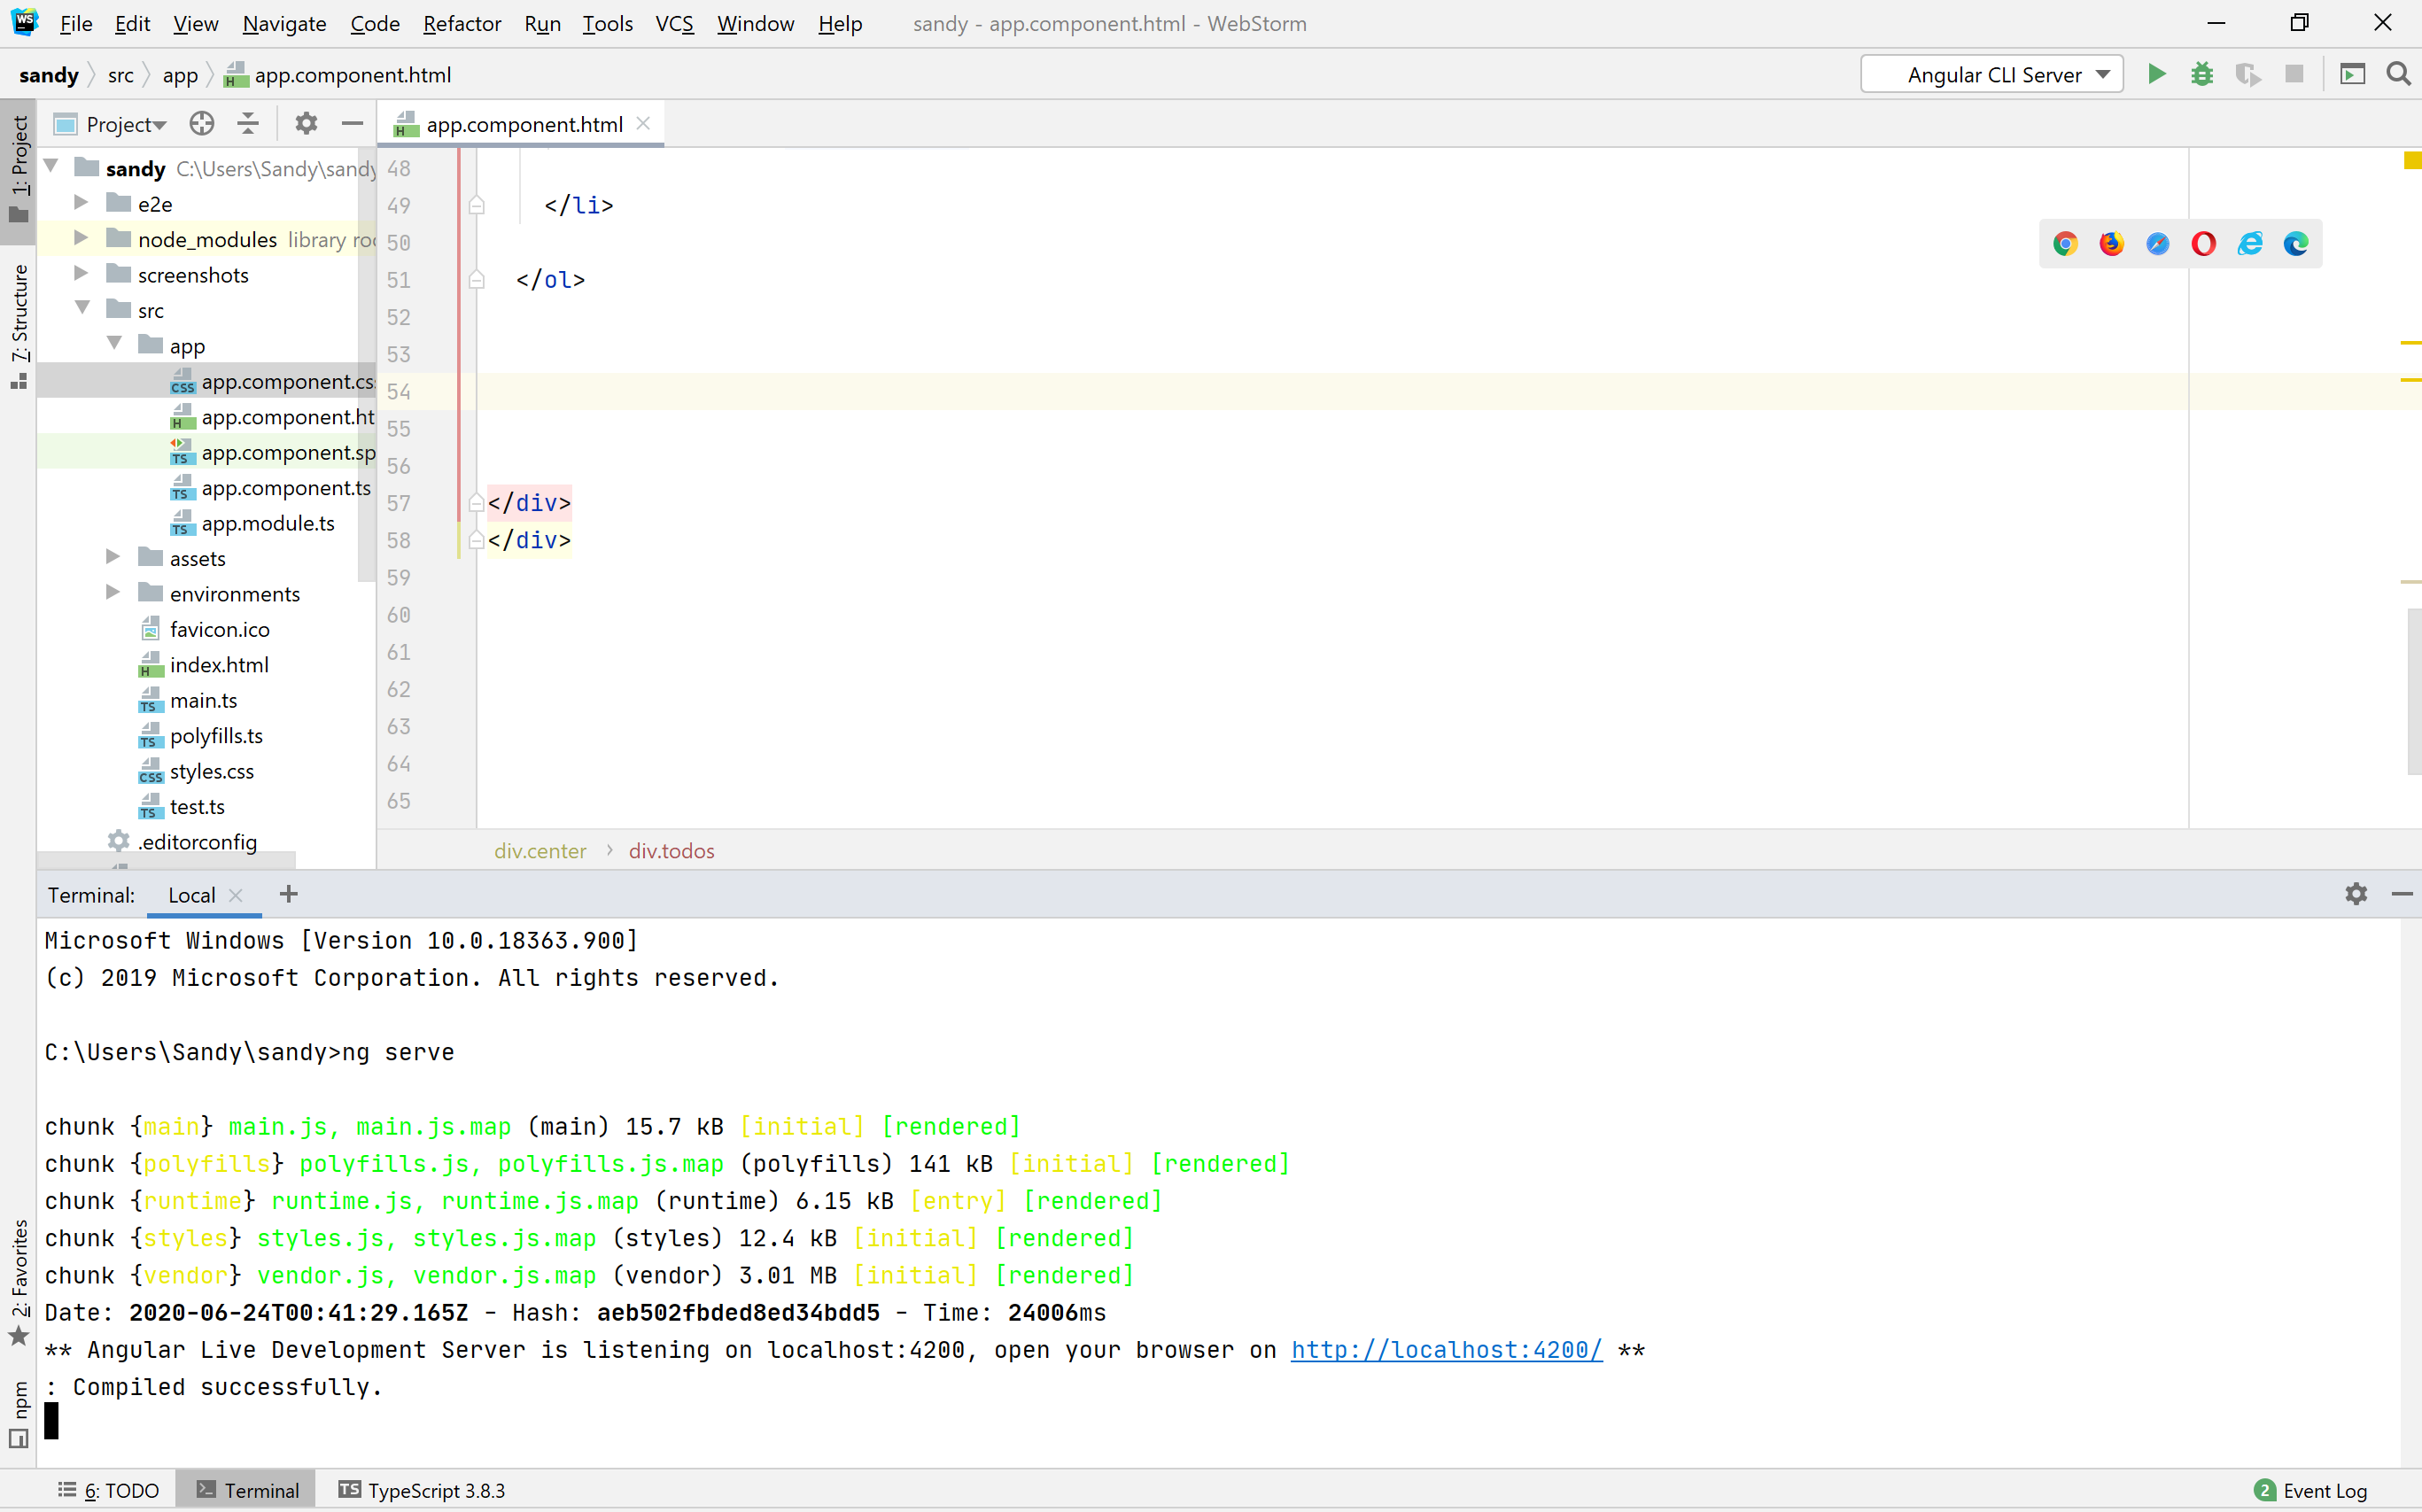 WS File Edit View Navigate Code Refactor Run Tools VCS Window Help sandy - app.component.html - WebStorm
sandy src app app.component.html Angular CLI Server
1: Project
7: Structure
2: Favorites
npm
Project
sandy C:\Users\Sandy\sandy
e2e
node_modules library roo
screenshots
src
app
app.component.cs
app.component.ht
app.component.sp
app.component.ts
app.module.ts
assets
environments
favicon.ico
index.html
main.ts
polyfills.ts
styles.css
test.ts
.editorconfig
app.component.html
48
49 </li>
50
51 </ol>
52
53
54
55
56
57 </div>
58 </div>
59
60
61
62
63
64
65
div.center › div.todos
Terminal: Local +
Microsoft Windows [Version 10.0.18363.900]
(c) 2019 Microsoft Corporation. All rights reserved.
C:\Users\Sandy\sandy>ng serve
chunk {main} main.js, main.js.map (main) 15.7 kB [initial] [rendered]
chunk {polyfills} polyfills.js, polyfills.js.map (polyfills) 141 kB [initial] [rendered]
chunk {runtime} runtime.js, runtime.js.map (runtime) 6.15 kB [entry] [rendered]
chunk {styles} styles.js, styles.js.map (styles) 12.4 kB [initial] [rendered]
chunk {vendor} vendor.js, vendor.js.map (vendor) 3.01 MB [initial] [rendered]
Date: 2020-06-24T00:41:29.165Z - Hash: aeb502fbded8ed34bdd5 - Time: 24006ms
** Angular Live Development Server is listening on localhost:4200, open your browser on http://localhost:4200/ **
: Compiled successfully.
6: TODO Terminal TS TypeScript 3.8.3 2 Event Log